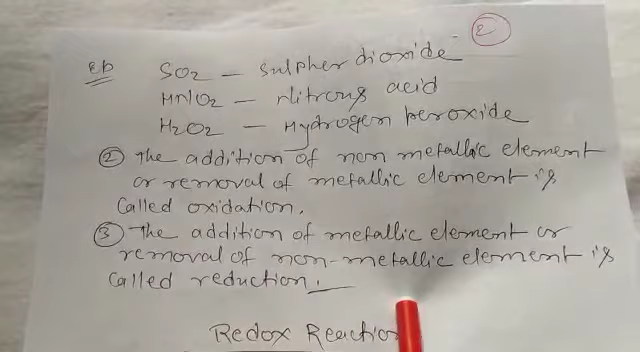 2
eg SO2 – sulpher dioxide
HNO2 – Nitrous acid
H2O2 – Hydrogen peroxide
② The addition of non metallic element
or removal of metallic element is
called oxidation.
③ The addition of metallic element or
removal of non-metallic element is
called reduction.
Redox Reaction